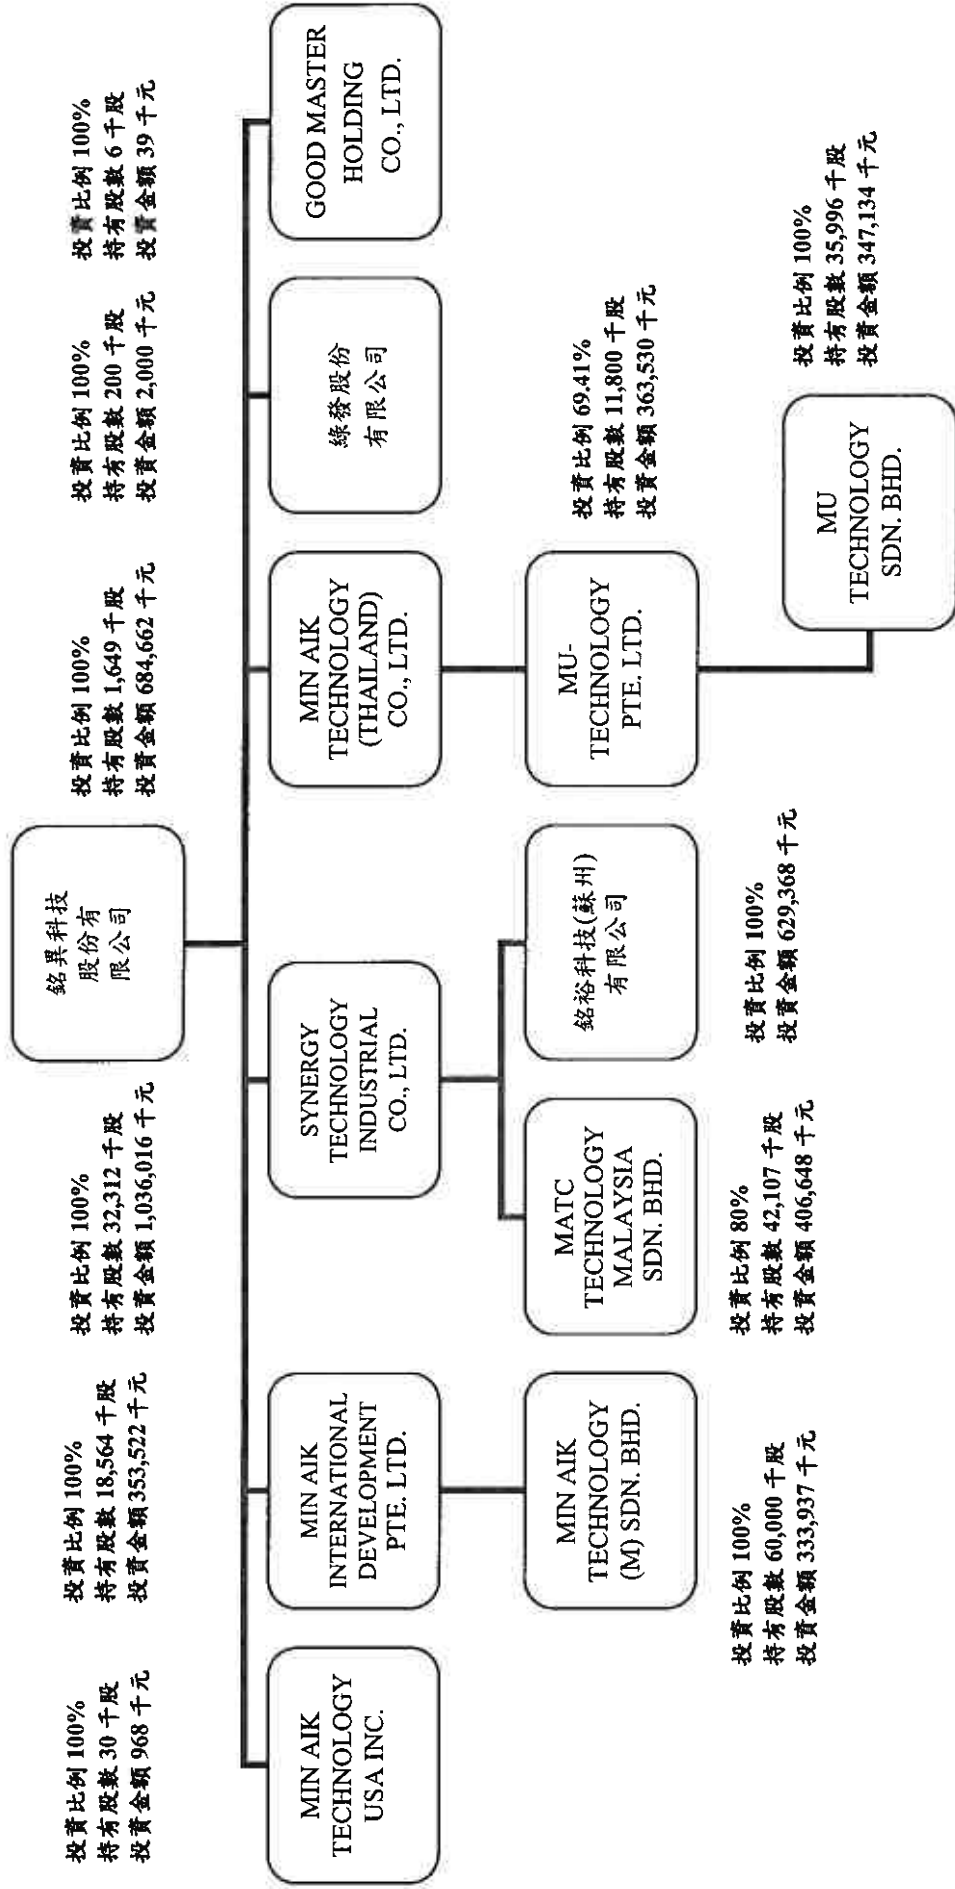 銘異科技
股份有
限公司
投資比例 100%
持有股數 30 千股
投資金額 968 千元
投資比例 100%
持有股數 18,564 千股
投資金額 353,522 千元
投資比例 100%
持有股數 32,312 千股
投資金額 1,036,016 千元
投資比例 100%
持有股數 1,649 千股
投資金額 684,662 千元
投資比例 100%
持有股數 200 千股
投資金額 2,000 千元
投資比例 100%
持有股數 6 千股
投資金額 39 千元
MIN AIK
TECHNOLOGY
USA INC.
MIN AIK
INTERNATIONAL
DEVELOPMENT
PTE. LTD.
SYNERGY
TECHNOLOGY
INDUSTRIAL
CO., LTD.
MIN AIK
TECHNOLOGY
(THAILAND)
CO., LTD.
綠發股份
有限公司
GOOD MASTER
HOLDING
CO., LTD.
MIN AIK
TECHNOLOGY
(M) SDN. BHD.
MATC
TECHNOLOGY
MALAYSIA
SDN. BHD.
銘裕科技(蘇州)
有限公司
MU-
TECHNOLOGY
PTE. LTD.
投資比例 69.41%
持有股數 11,800 千股
投資金額 363,530 千元
投資比例 100%
持有股數 60,000 千股
投資金額 333,937 千元
投資比例 80%
持有股數 42,107 千股
投資金額 406,648 千元
投資比例 100%
投資金額 629,368 千元
MU
TECHNOLOGY
SDN. BHD.
投資比例 100%
持有股數 35,996 千股
投資金額 347,134 千元